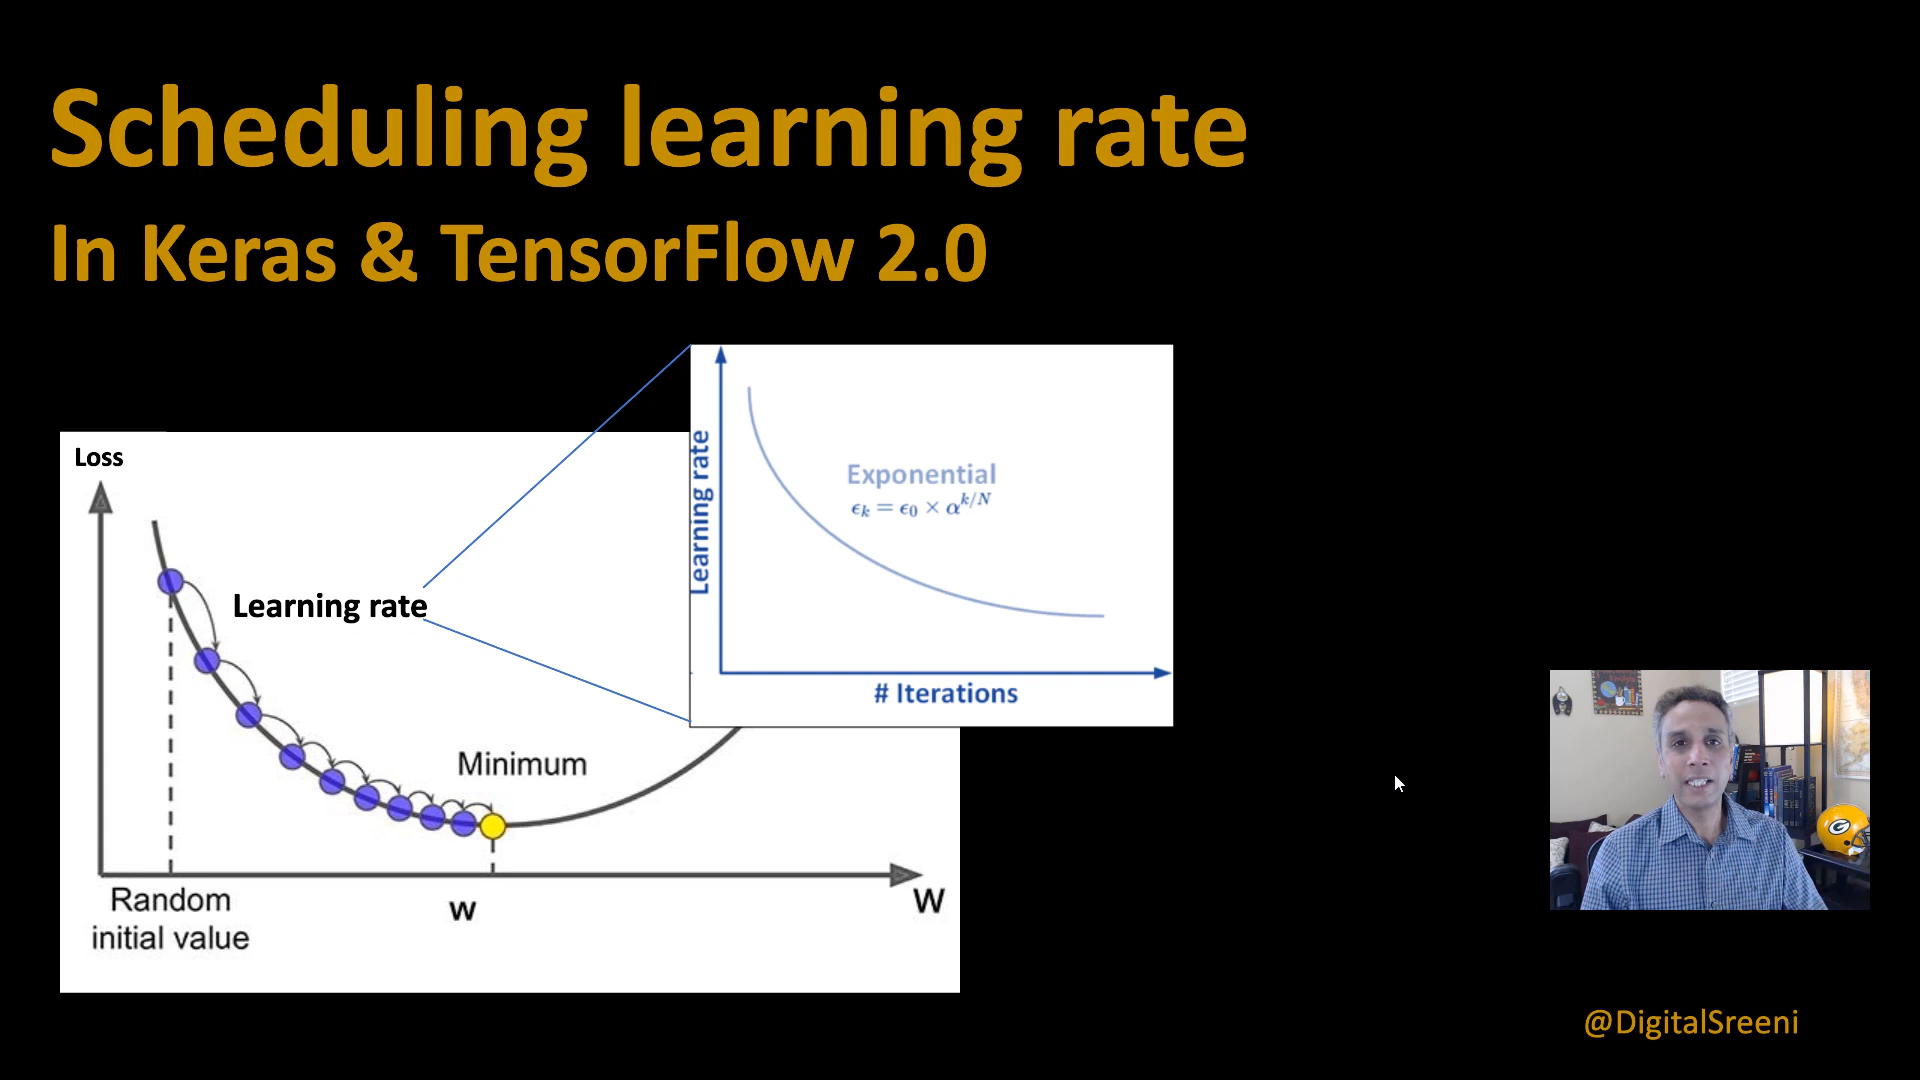 Scheduling learning rate
In Keras & TensorFlow 2.0
Loss
Learning rate
Minimum
Random
initial value
w
W
Learning rate
Exponential
ϵₖ = ϵ₀ × α^{k/N}
# Iterations
G
@DigitalSreeni